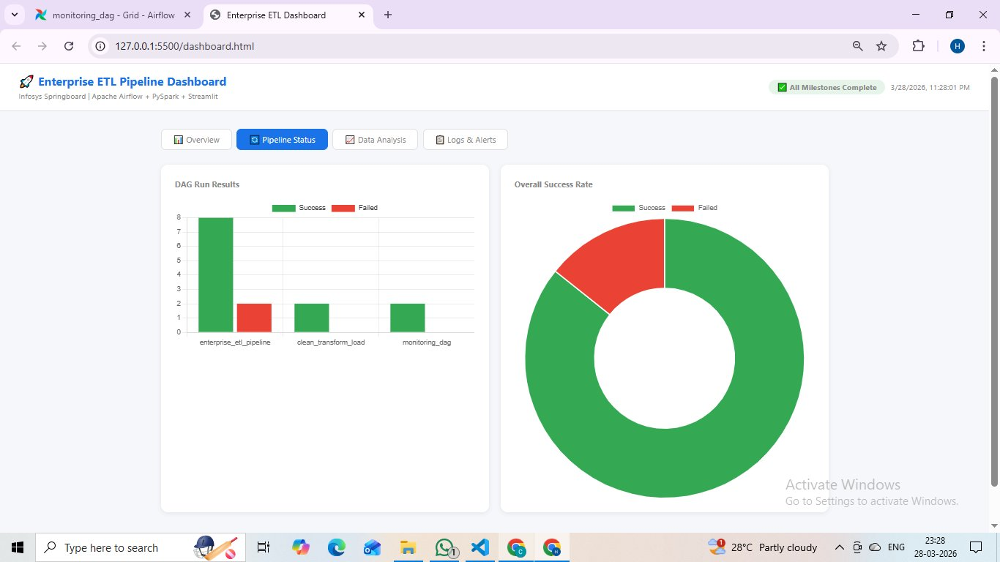 monitoring_dag - Grid - Airflow
Enterprise ETL Dashboard
127.0.0.1:5500/dashboard.html
H
🚀 Enterprise ETL Pipeline Dashboard
Infosys Springboard | Apache Airflow + PySpark + Streamlit
✅ All Milestones Complete
3/28/2026, 11:28:01 PM
📊 Overview
🔄 Pipeline Status
📈 Data Analysis
📋 Logs & Alerts
DAG Run Results
Success Failed
8
7
6
5
4
3
2
1
0
enterprise_etl_pipeline clean_transform_load monitoring_dag
Overall Success Rate
Success Failed
Activate Windows
Go to Settings to activate Windows.
Type here to search
1
C
H
1
28°C Partly cloudy
ENG
23:28
28-03-2026